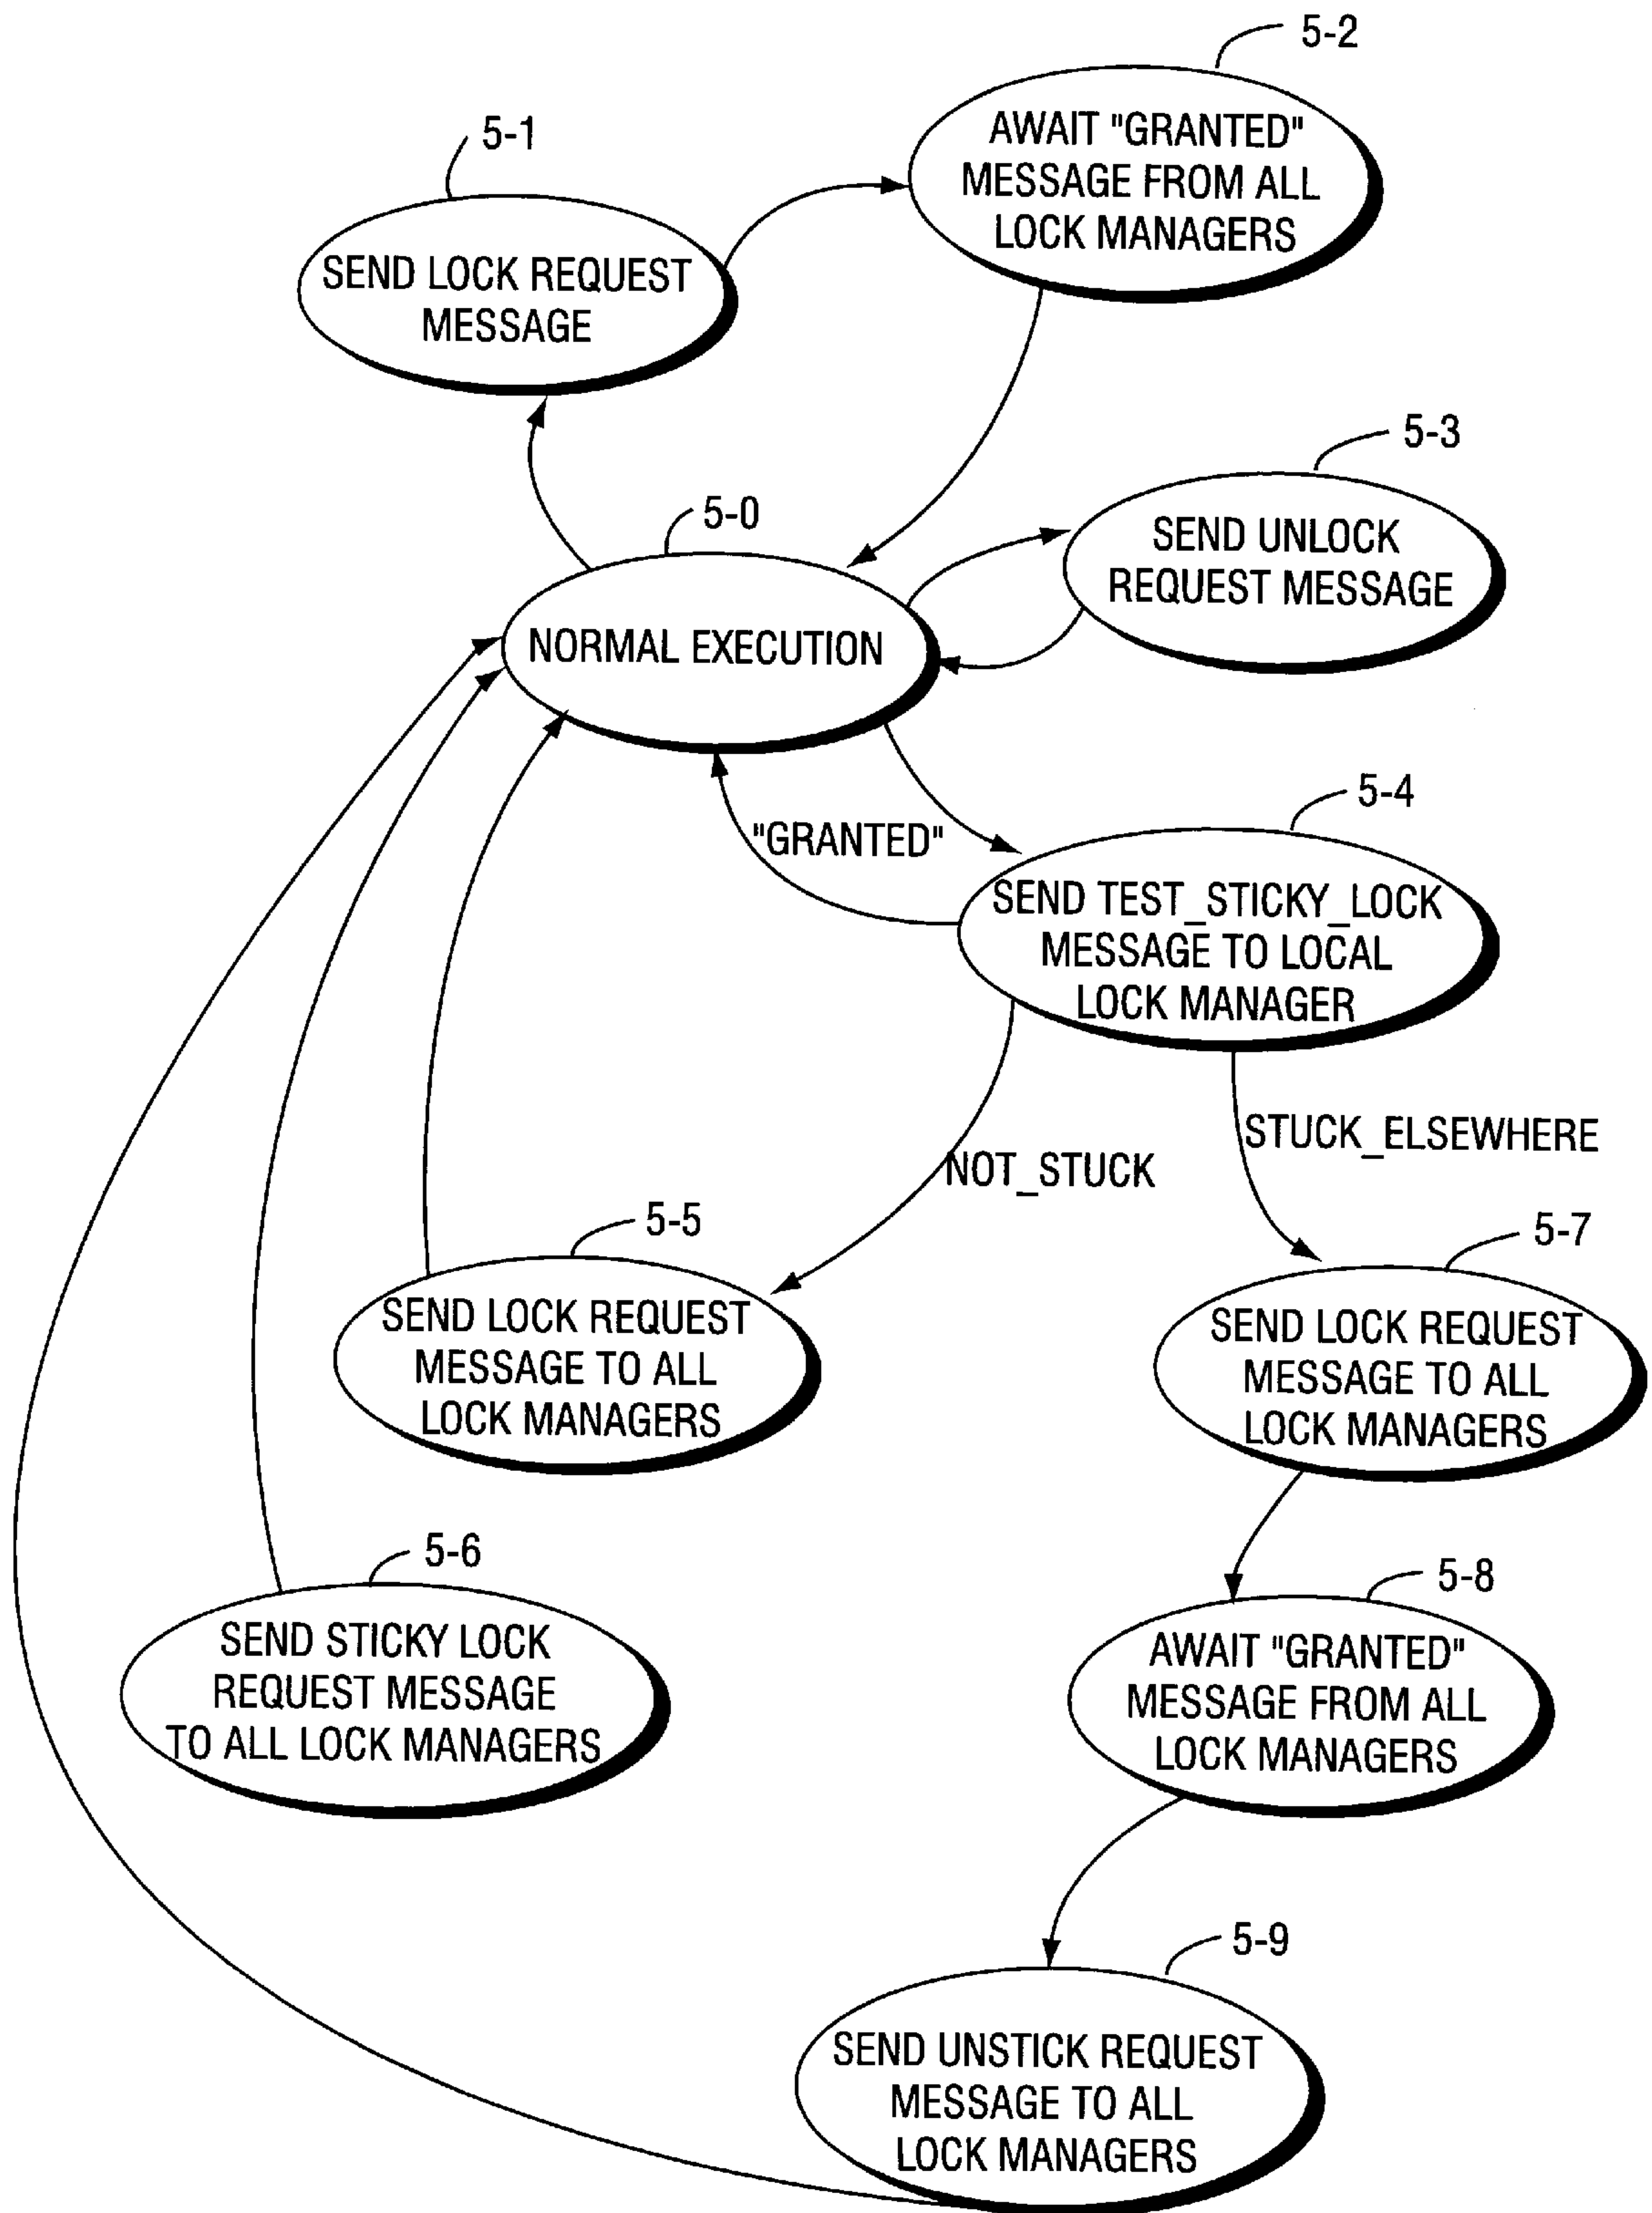 5-2
AWAIT "GRANTED"
MESSAGE FROM ALL
LOCK MANAGERS
5-1
SEND LOCK REQUEST
MESSAGE
5-3
SEND UNLOCK
REQUEST MESSAGE
5-0
NORMAL EXECUTION
5-4
"GRANTED"
SEND TEST_STICKY_LOCK
MESSAGE TO LOCAL
LOCK MANAGER
STUCK_ELSEWHERE
NOT_STUCK
5-5
SEND LOCK REQUEST
MESSAGE TO ALL
LOCK MANAGERS
5-7
SEND LOCK REQUEST
MESSAGE TO ALL
LOCK MANAGERS
5-6
SEND STICKY LOCK
REQUEST MESSAGE
TO ALL LOCK MANAGERS
5-8
AWAIT "GRANTED"
MESSAGE FROM ALL
LOCK MANAGERS
5-9
SEND UNSTICK REQUEST
MESSAGE TO ALL
LOCK MANAGERS